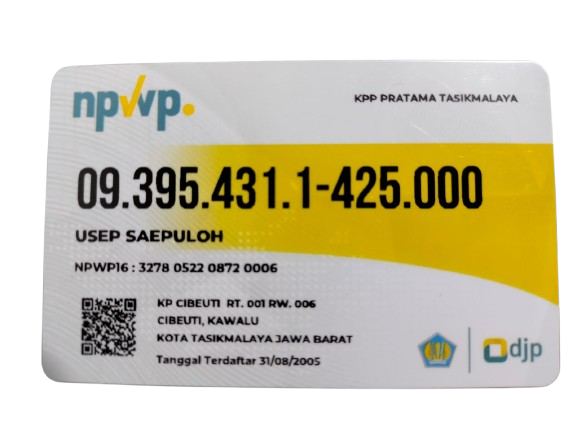 npwp.
KPP PRATAMA TASIKMALAYA
09.395.431.1-425.000
USEP SAEPULOH
NPWP16 : 3278 0522 0872 0006
KP CIBEUTI RT. 001 RW. 006
CIBEUTI, KAWALU
KOTA TASIKMALAYA JAWA BARAT
Tanggal Terdaftar 31/08/2005
djp